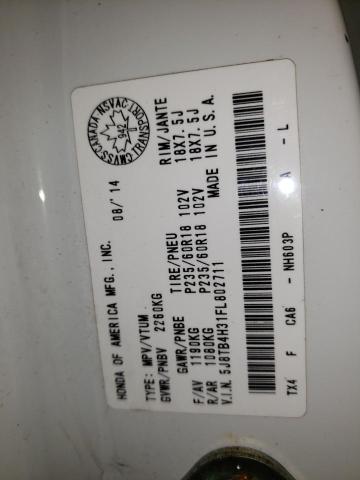 HONDA OF AMERICA MFG., INC. 08/'14
TYPE: MPV/VTUM
GVWR/PNBV 2260KG
GAWR/PNBE TIRE/PNEU RIM/JANTE
F/AV 1190KG P235/60R18 102V 18X7.5J
R/AR 1080KG P235/60R18 102V 18X7.5J
V.I.N. 5J8TB4H31FL802711 MADE IN U.S.A.
TX4 F CA6 - NH603P A - L
CMVSS CANADA NSVAC TRANSPORT
942